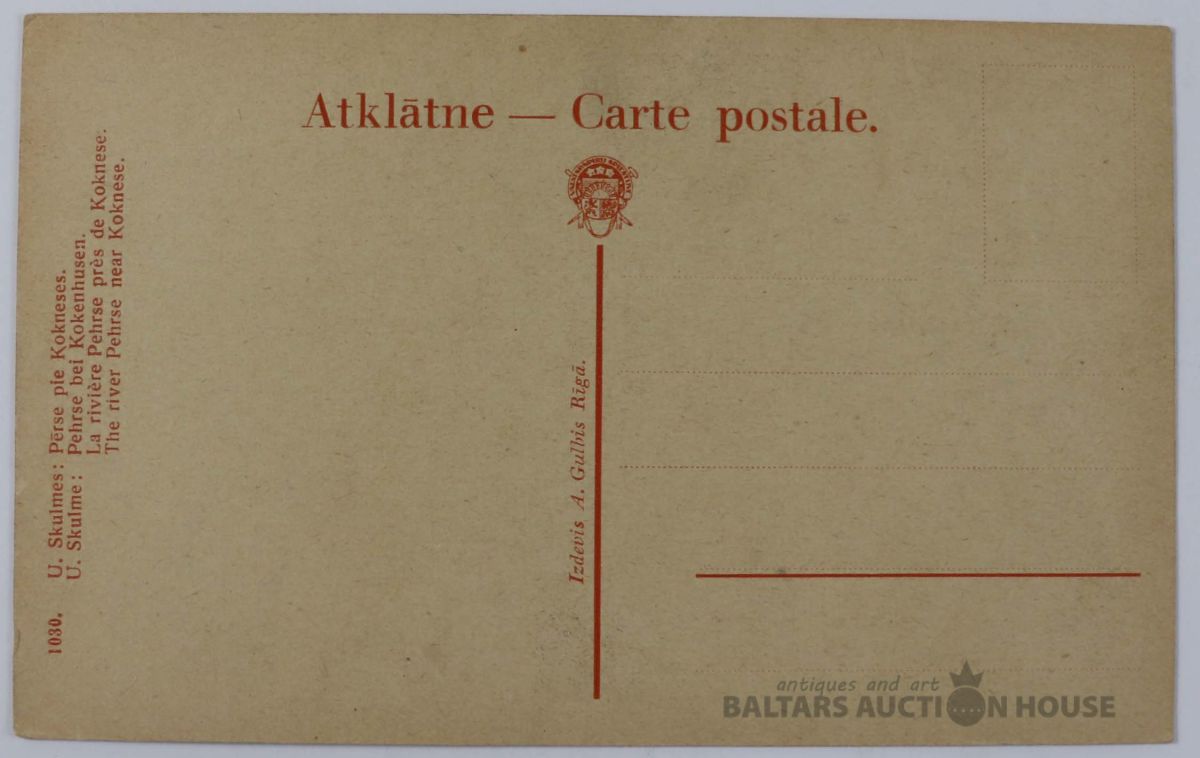 Atklātne — Carte postale.
1030. U. Skulmes: Pērse pie Kokneses.
U. Skulme: Pehrse bei Kokenhusen.
La rivière Pehrse près de Koknese.
The river Pehrse near Koknese.
Izdevis A. Gulbis Rīgā.
antiques and art
BALTARS AUCTION HOUSE